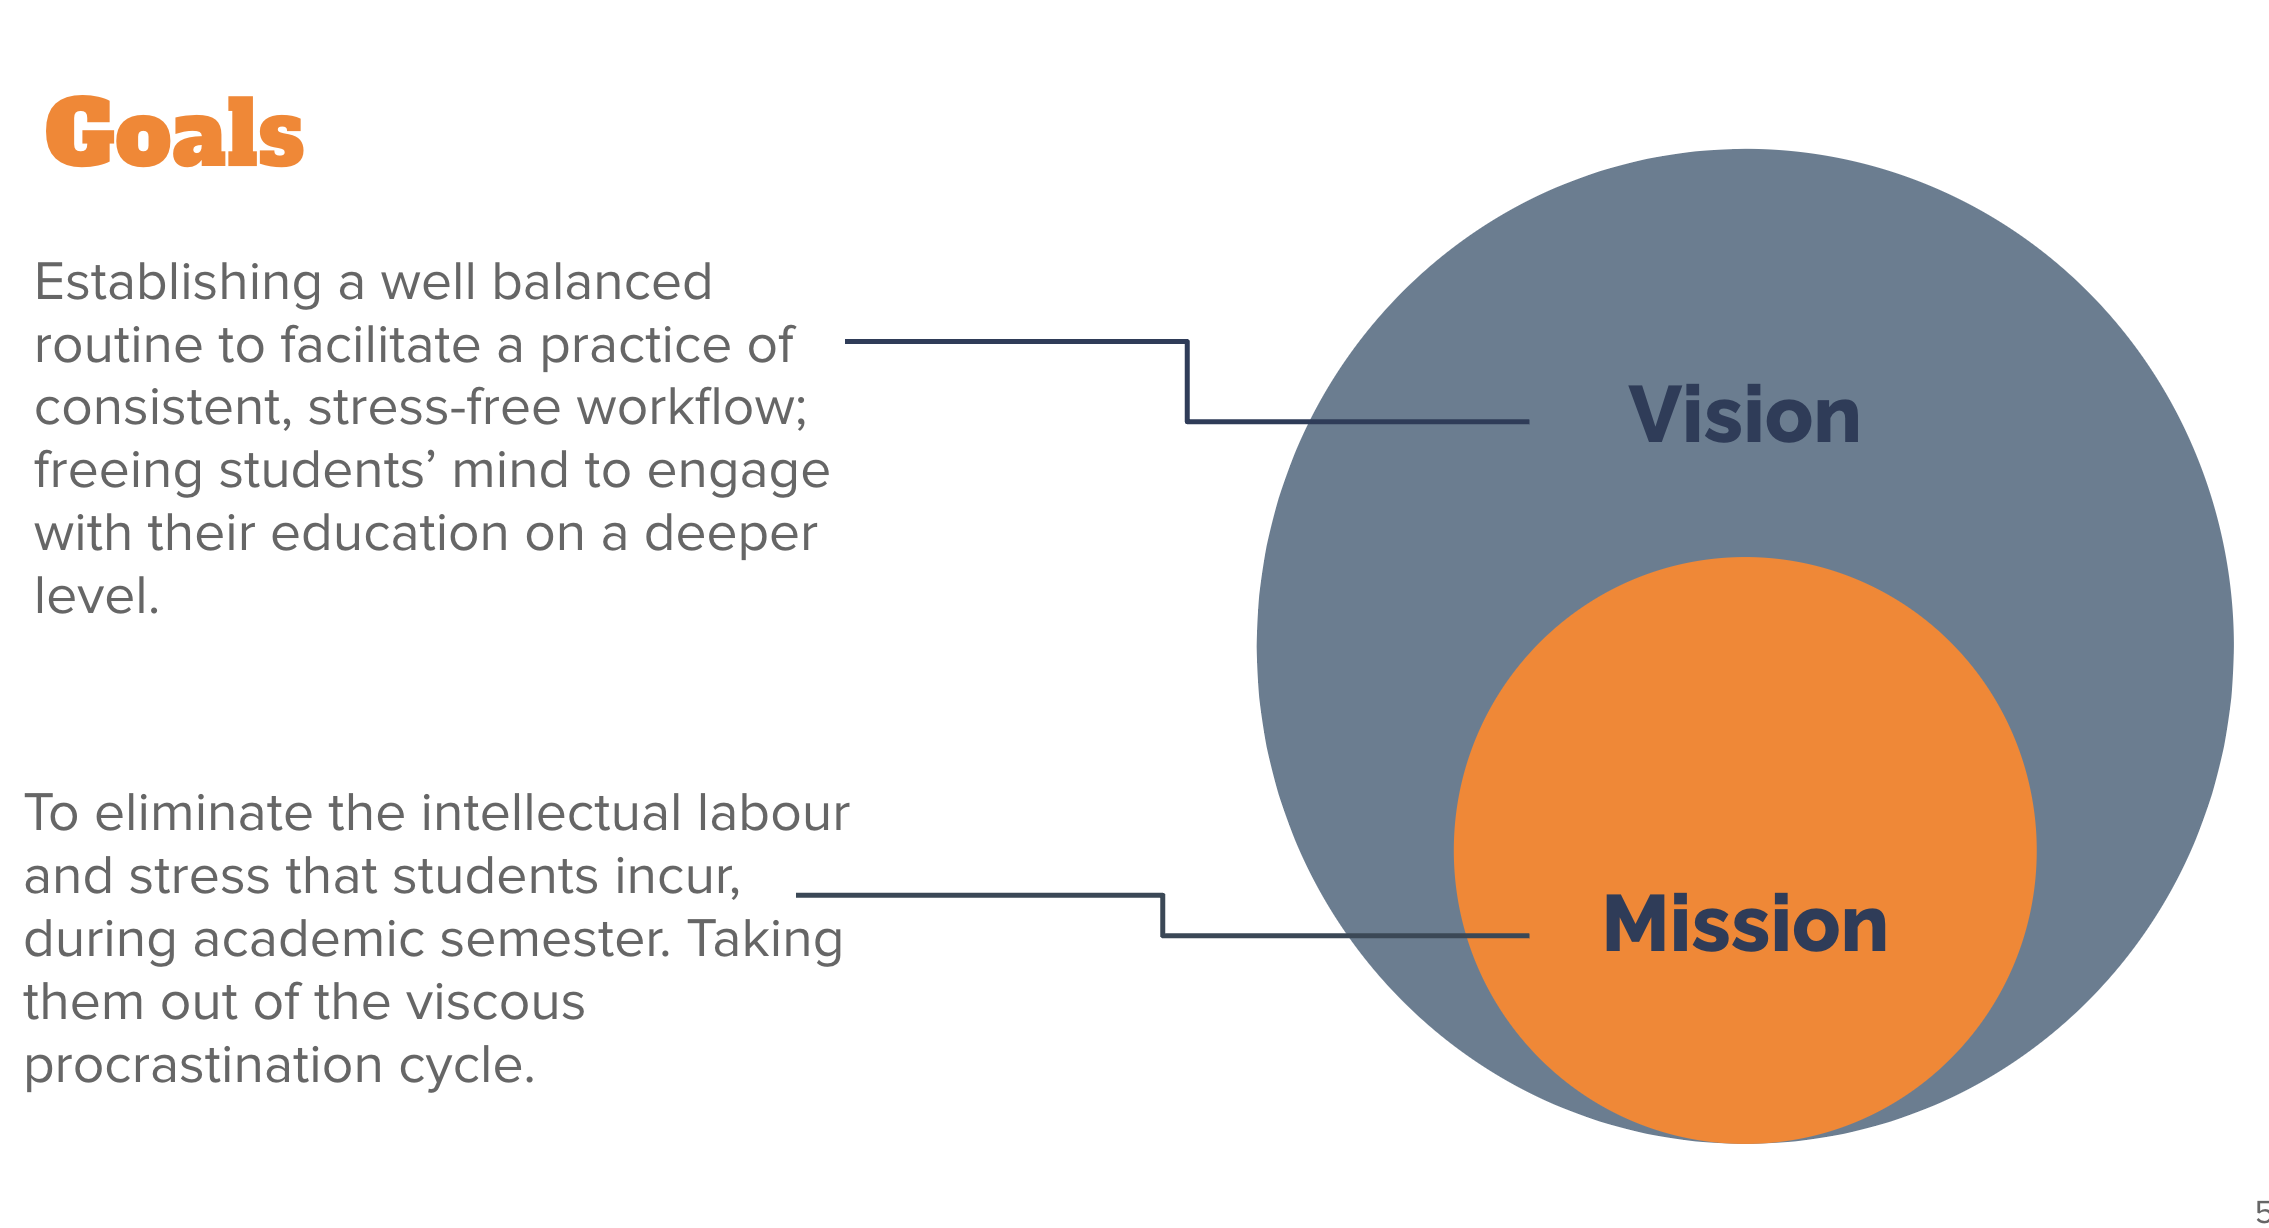 Goals
Establishing a well balanced
routine to facilitate a practice of
consistent, stress-free workflow;
freeing students’ mind to engage
with their education on a deeper
level.
Vision
To eliminate the intellectual labour
and stress that students incur,
during academic semester. Taking
them out of the viscous
procrastination cycle.
Mission
5